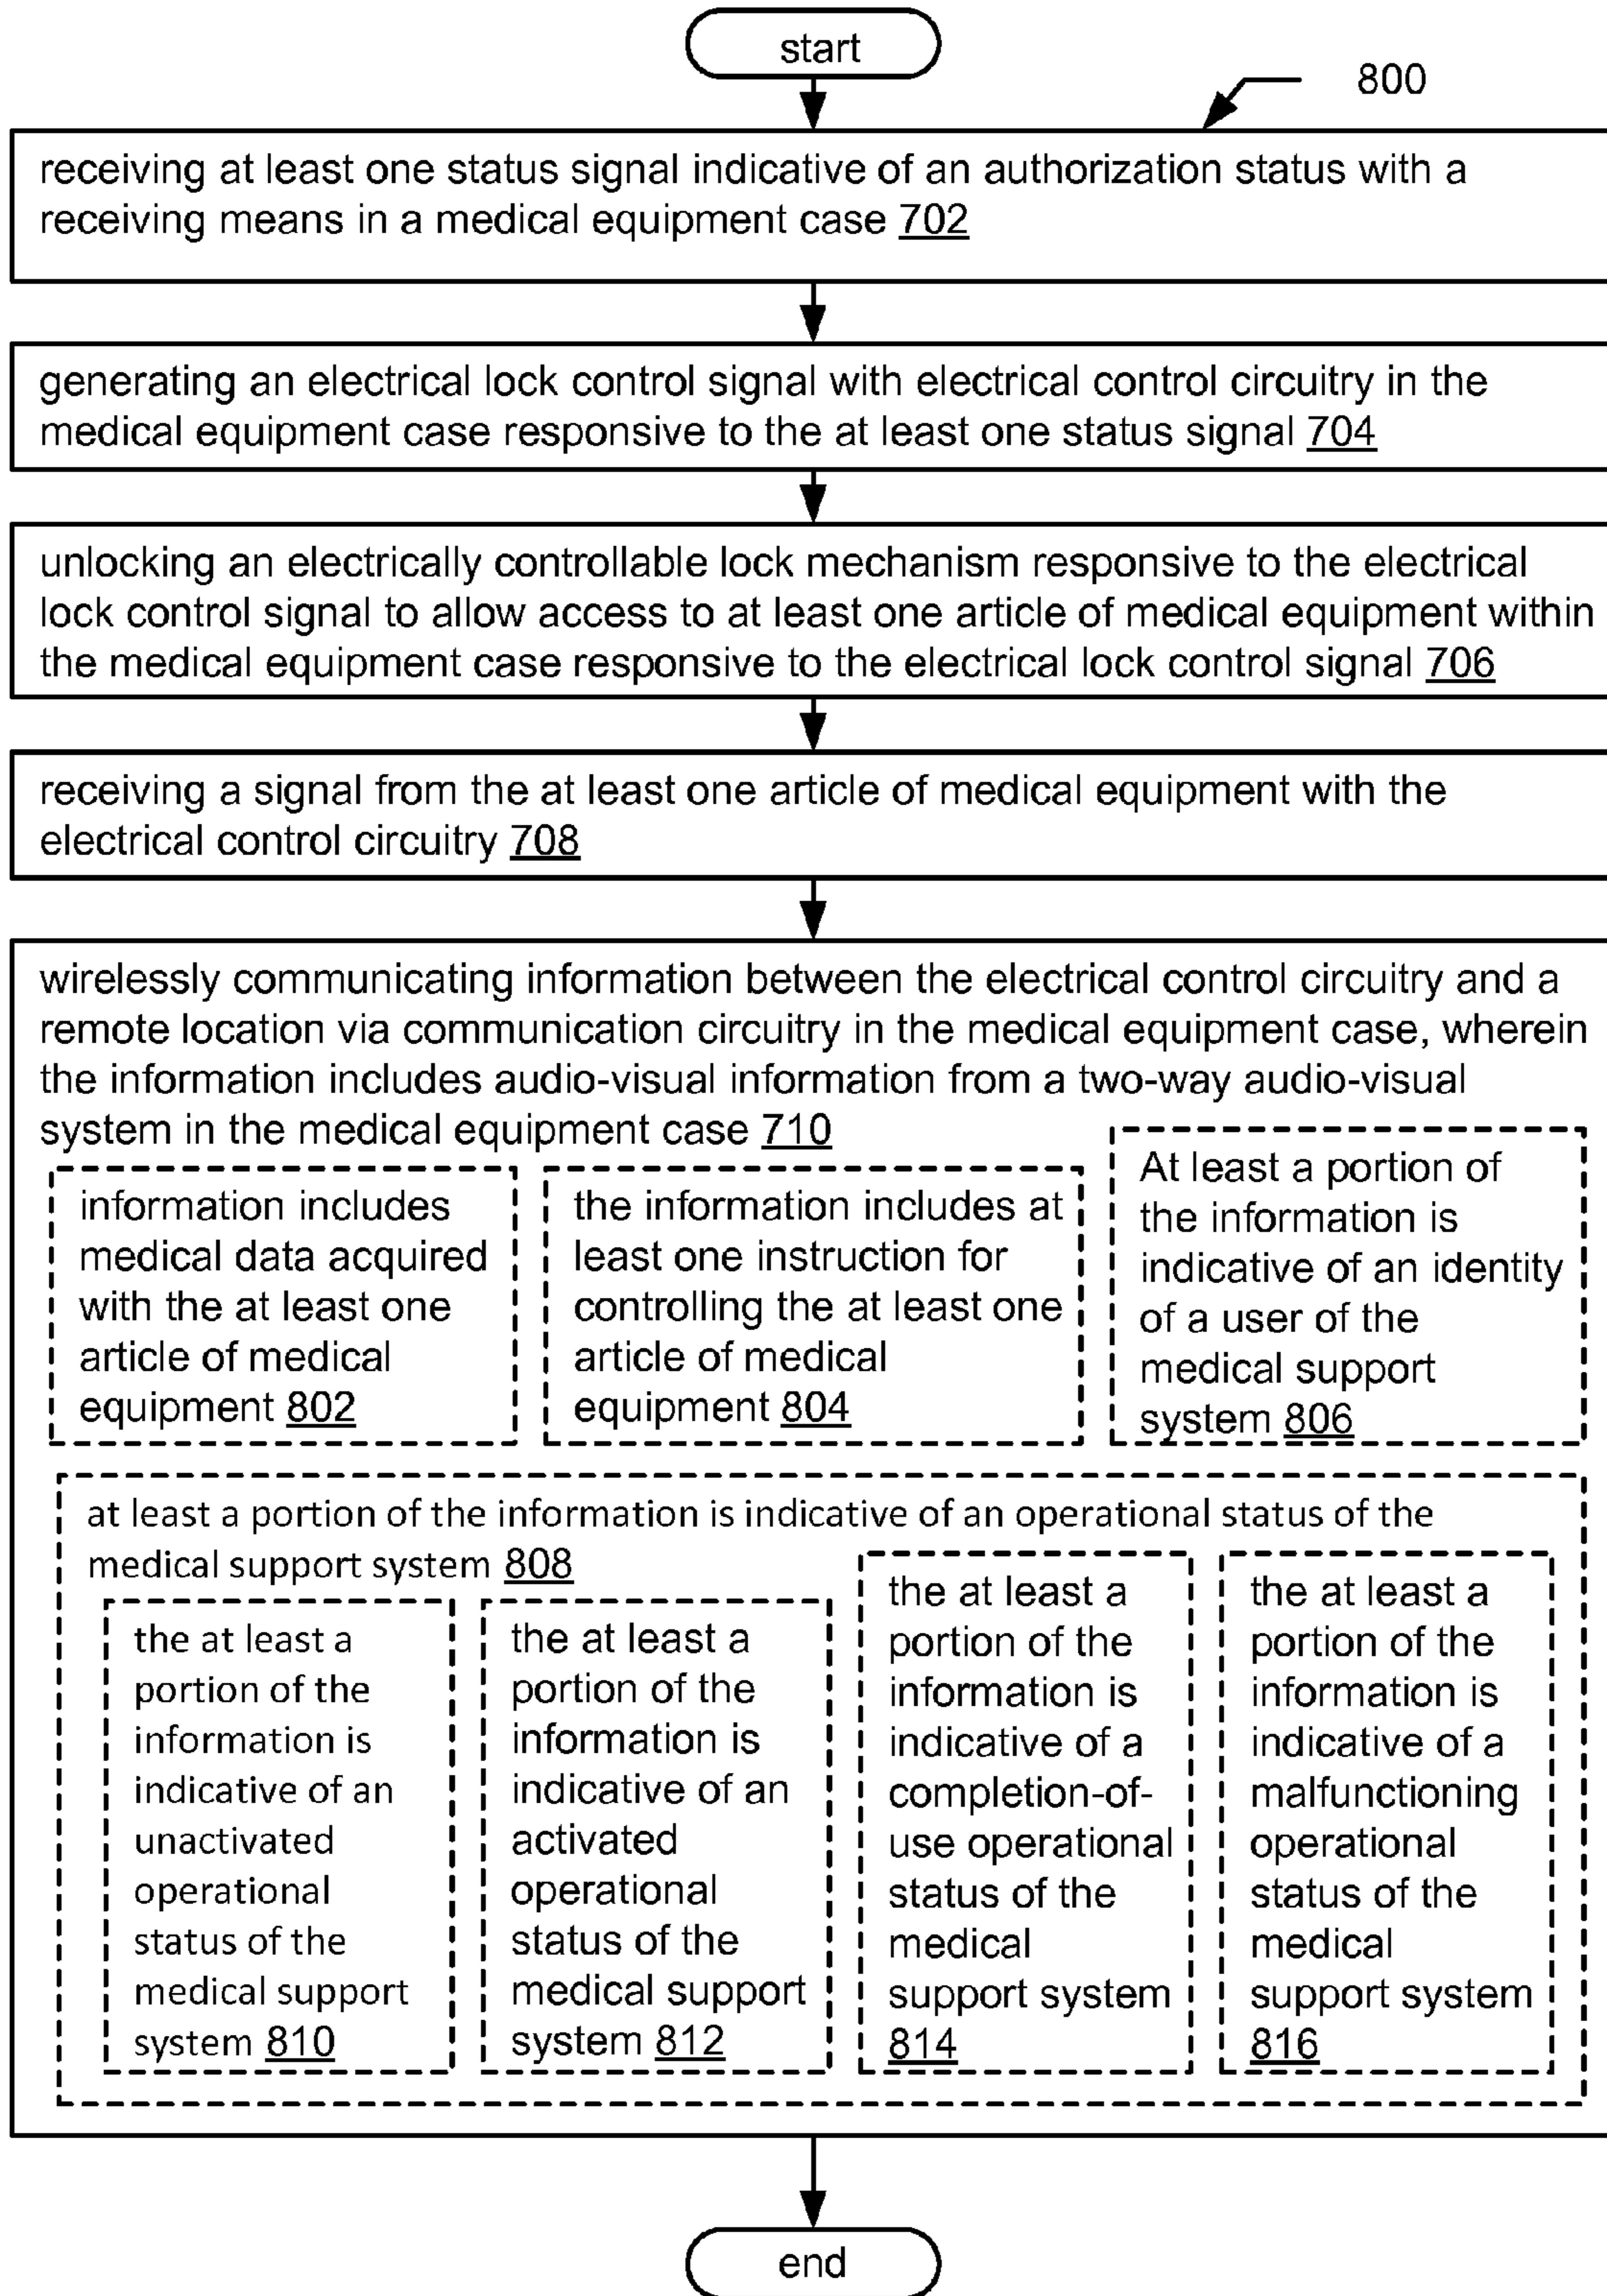 start
800
receiving at least one status signal indicative of an authorization status with a
receiving means in a medical equipment case 702
generating an electrical lock control signal with electrical control circuitry in the
medical equipment case responsive to the at least one status signal 704
unlocking an electrically controllable lock mechanism responsive to the electrical
lock control signal to allow access to at least one article of medical equipment within
the medical equipment case responsive to the electrical lock control signal 706
receiving a signal from the at least one article of medical equipment with the
electrical control circuitry 708
wirelessly communicating information between the electrical control circuitry and a
remote location via communication circuitry in the medical equipment case, wherein
the information includes audio-visual information from a two-way audio-visual
system in the medical equipment case 710
information includes
medical data acquired
with the at least one
article of medical
equipment 802
the information includes at
least one instruction for
controlling the at least one
article of medical
equipment 804
At least a portion of
the information is
indicative of an identity
of a user of the
medical support
system 806
at least a portion of the information is indicative of an operational status of the
medical support system 808
the at least a
portion of the
information is
indicative of an
unactivated
operational
status of the
medical support
system 810
the at least a
portion of the
information is
indicative of an
activated
operational
status of the
medical support
system 812
the at least a
portion of the
information is
indicative of a
completion-of-
use operational
status of the
medical
support system
814
the at least a
portion of the
information is
indicative of a
malfunctioning
operational
status of the
medical
support system
816
end